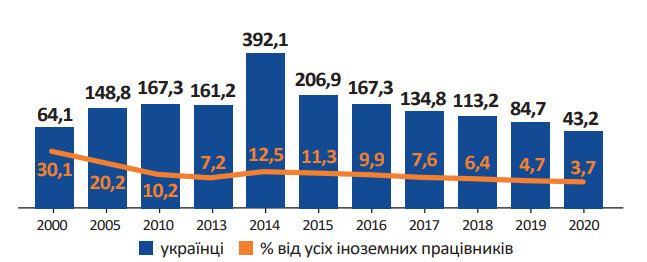 392,1
206,9
148,8 167,3 161,2 167,3 134,8 113,2 84,7
64,1 43,2
30,1 20,2 10,2 7,2 12,5 11,3 9,9 7,6 6,4 4,7 3,7
2000 2005 2010 2013 2014 2015 2016 2017 2018 2019 2020
українці % від усіх іноземних працівників